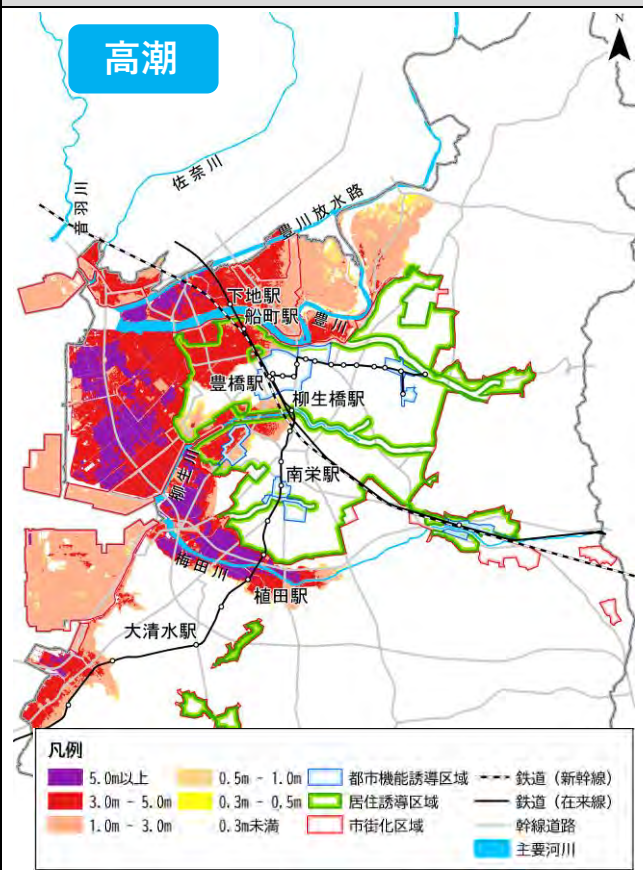 高潮
N
佐奈川
音羽川
豊川放水路
下地駅
船町駅
豊川
豊橋駅
柳生橋駅
柳生川
南栄駅
梅田川
植田駅
大清水駅
凡例
5.0m以上
3.0m - 5.0m
1.0m - 3.0m
0.5m - 1.0m
0.3m - 0.5m
0.3m未満
都市機能誘導区域
居住誘導区域
市街化区域
鉄道（新幹線）
鉄道（在来線）
幹線道路
主要河川